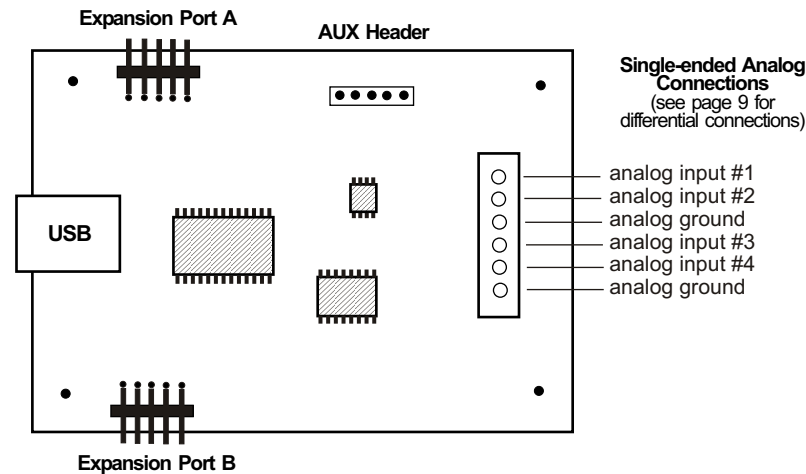 Expansion Port A
AUX Header
Single-ended Analog
Connections
(see page 9 for
differential connections)
analog input #1
analog input #2
analog ground
analog input #3
analog input #4
analog ground
USB
Expansion Port B